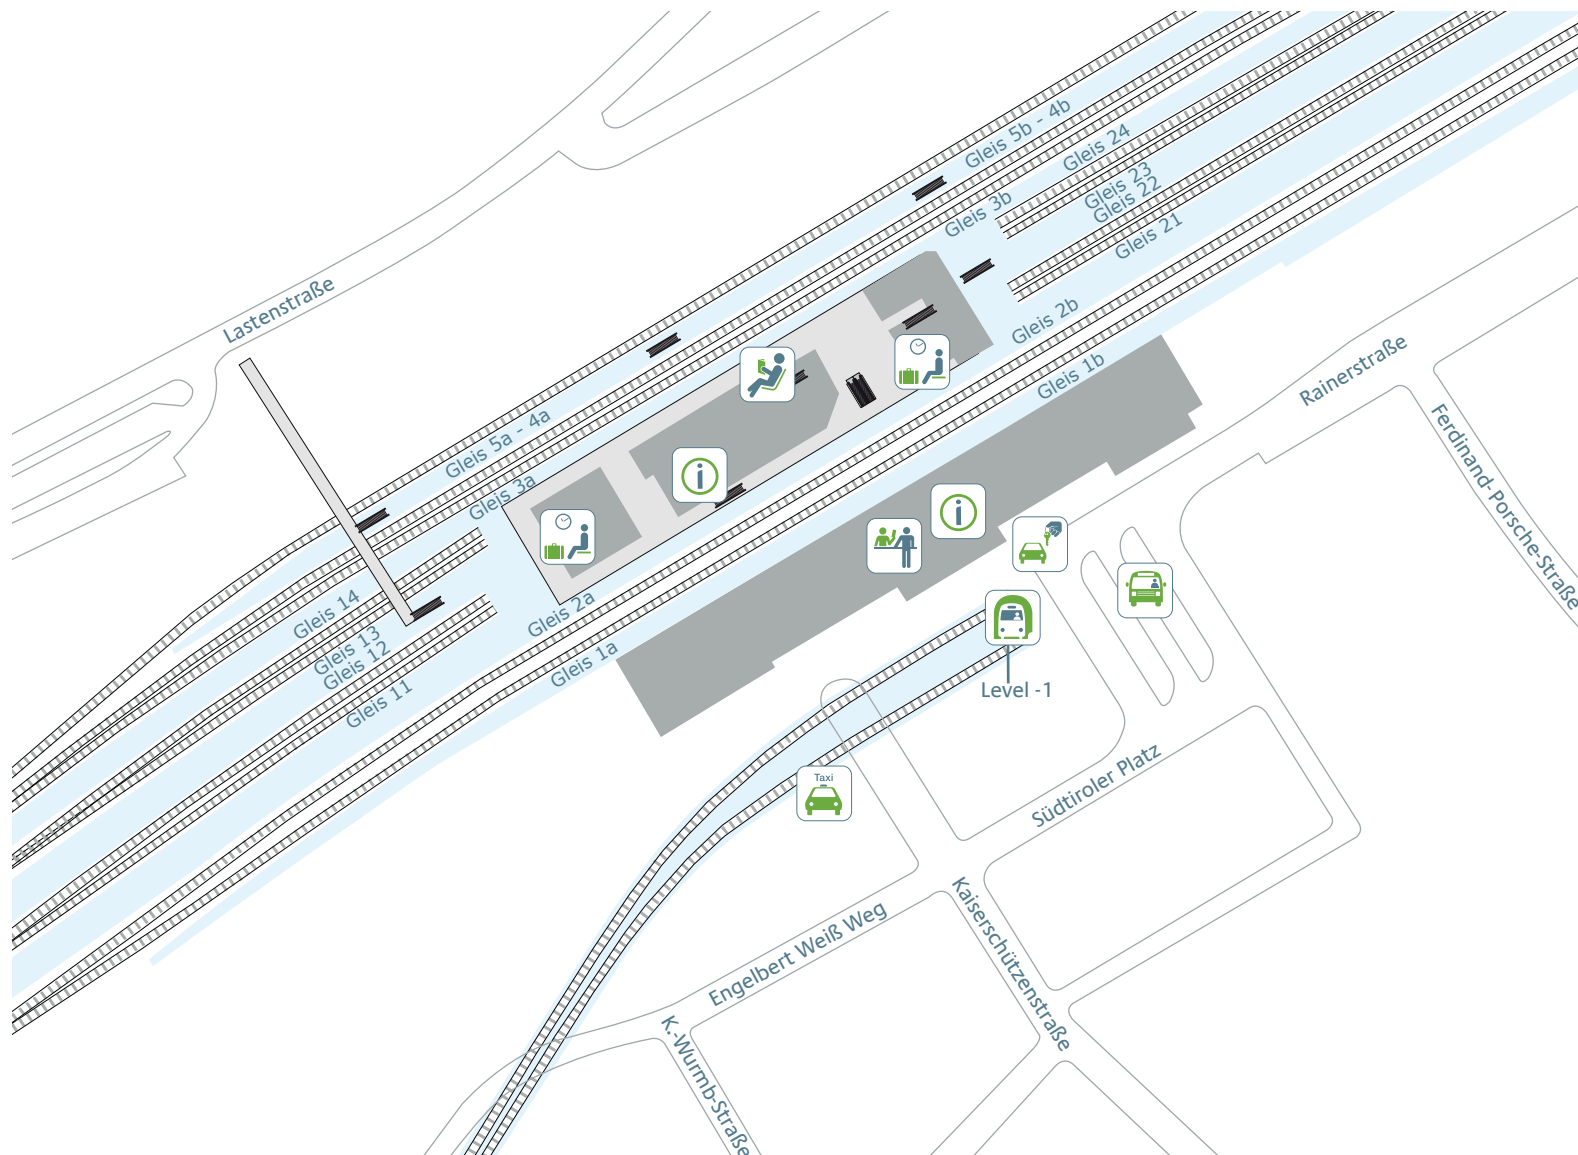 Gleis 5b - 4b
Gleis 24
Gleis 23
Gleis 22
Gleis 3b
Gleis 21
Lastenstraße
Gleis 2b
Gleis 1b
Rainerstraße
Ferdinand-Porsche-Straße
Gleis 5a - 4a
Gleis 3a
i
i
Gleis 14
Gleis 13
Gleis 12
Gleis 11
Gleis 2a
Gleis 1a
Level -1
Taxi
Südtiroler Platz
Engelbert Weiß Weg
Kaiserschützenstraße
K.-Wurmb-Straße